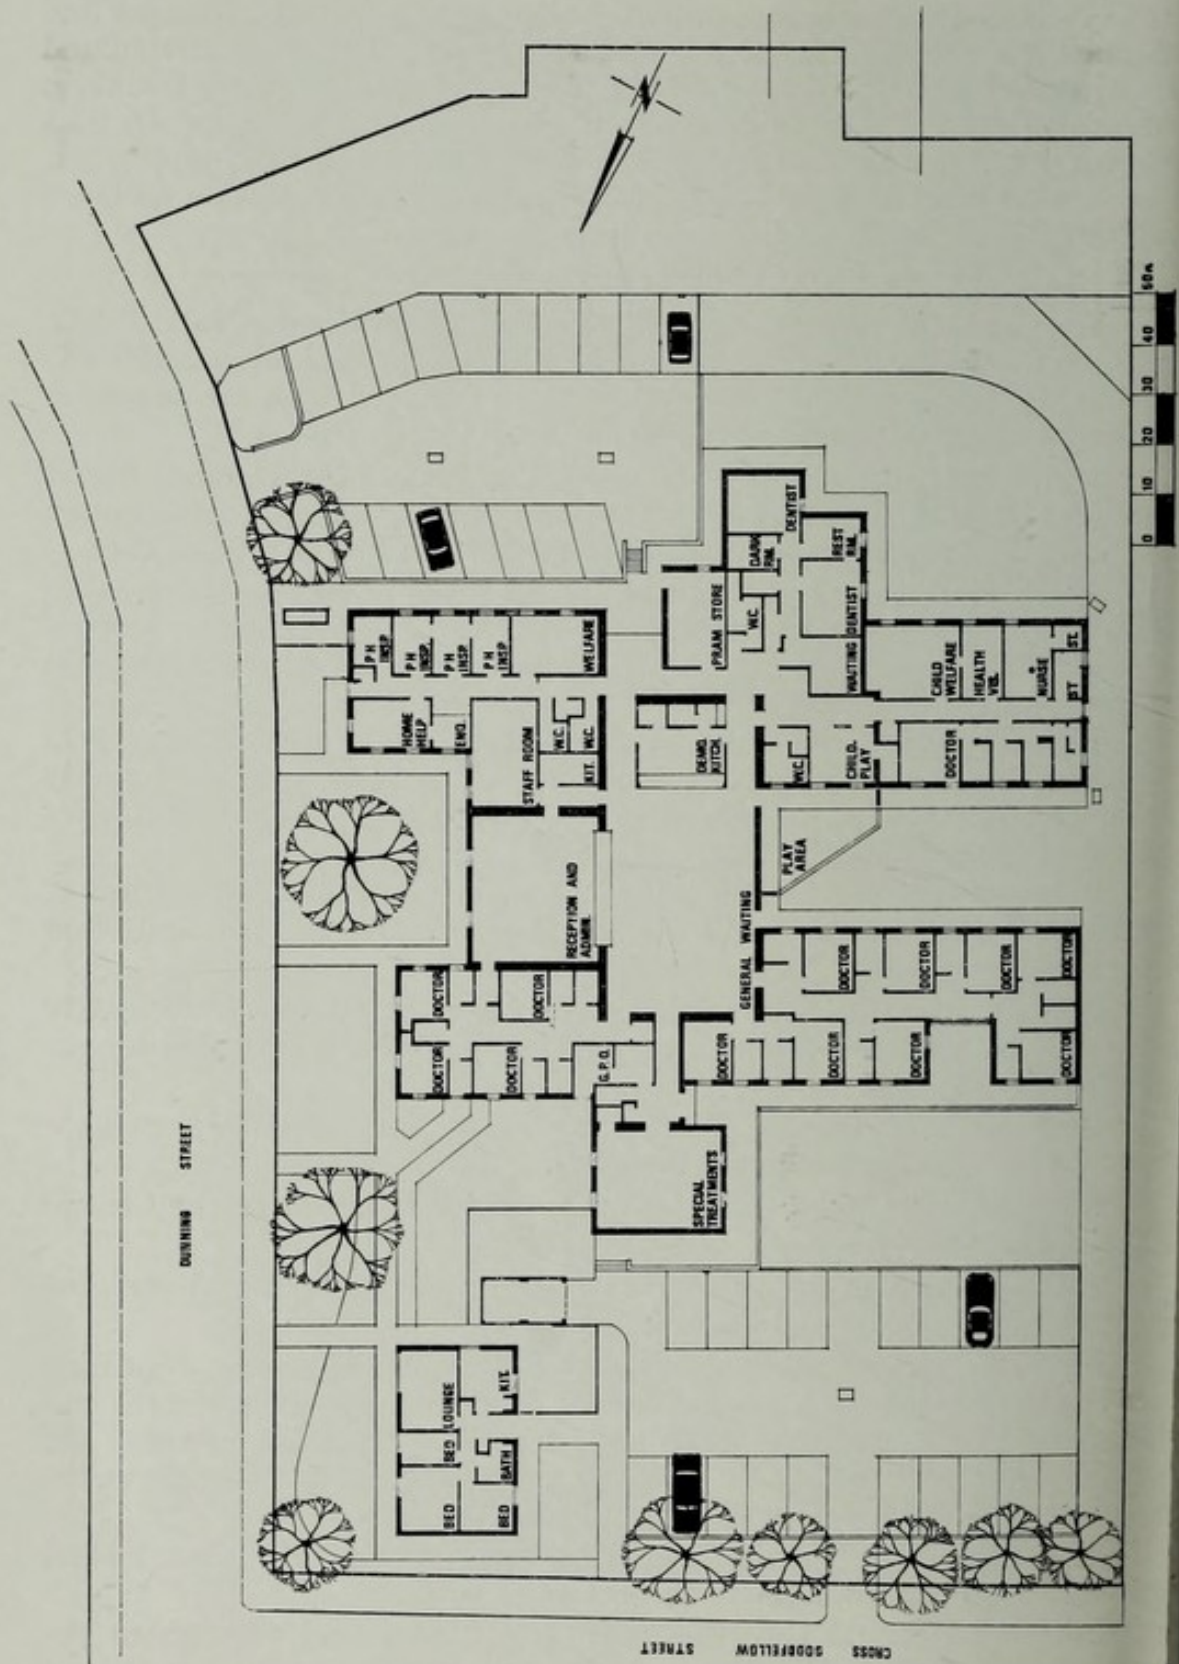 DUNNING STREET
CROSS GOODFELLOW STREET
P H
INSP.
P H
INSP.
P H
INSP.
P H
INSP.
WELFARE
HOME
HELP
ENQ.
STAFF ROOM
W.C.
W.C.
KIT.
RECEPTION AND
ADMIN.
DOCTOR
DOCTOR
DOCTOR
DOCTOR
G.P.O.
SPECIAL
TREATMENTS
PRAM STORE
W.C.
DARK
RM.
DENTIST
REST
RM.
DENTIST
WAITING
DEMO.
KITCH.
W.C.
CHILD.
PLAY
CHILD
WELFARE
HEALTH
VIS.
NURSE
ST.
ST
DOCTOR
PLAY
AREA
GENERAL WAITING
DOCTOR
DOCTOR
DOCTOR
DOCTOR
DOCTOR
DOCTOR
DOCTOR
DOCTOR
LOUNGE
KIT.
BED
BATH
BED
BED
0 10 20 30 40 50ft